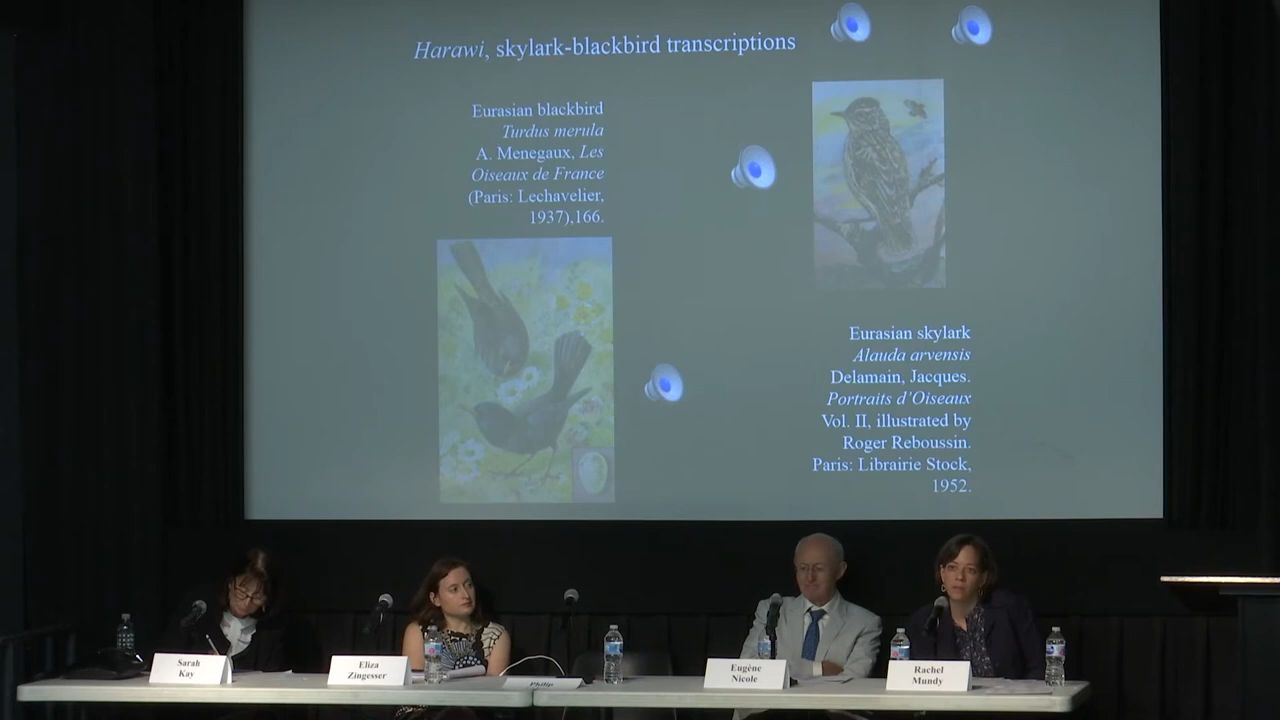 Harawi, skylark-blackbird transcriptions
Eurasian blackbird
Turdus merula
A. Menegaux, Les
Oiseaux de France
(Paris: Lechavelier,
1937),166.
Eurasian skylark
Alauda arvensis
Delamain, Jacques.
Portraits d'Oiseaux
Vol. II, illustrated by
Roger Reboussin.
Paris: Librairie Stock,
1952.
Sarah
Kay
Eliza
Zingesser
Philip
Eugène
Nicole
Rachel
Mundy